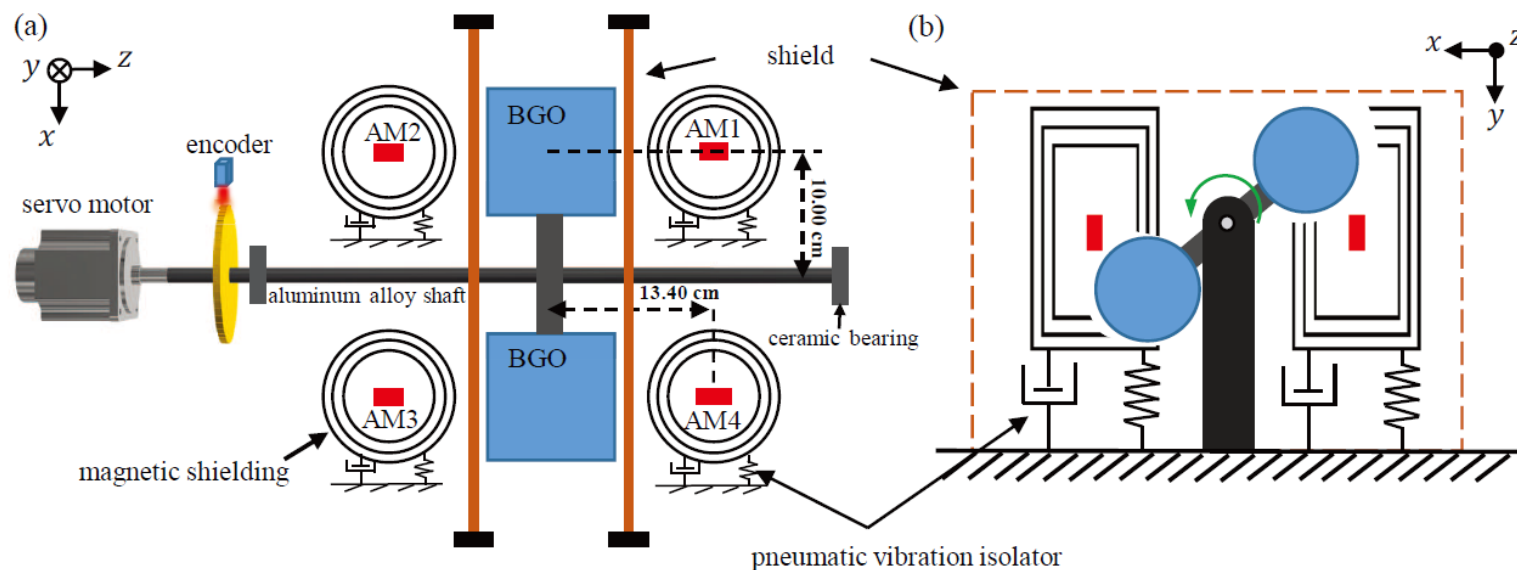 (a)
y
z
x
encoder
servo motor
AM2
BGO
AM1
shield
10.00 cm
aluminum alloy shaft
13.40 cm
ceramic bearing
AM3
BGO
AM4
magnetic shielding
pneumatic vibration isolator
(b)
x
z
y